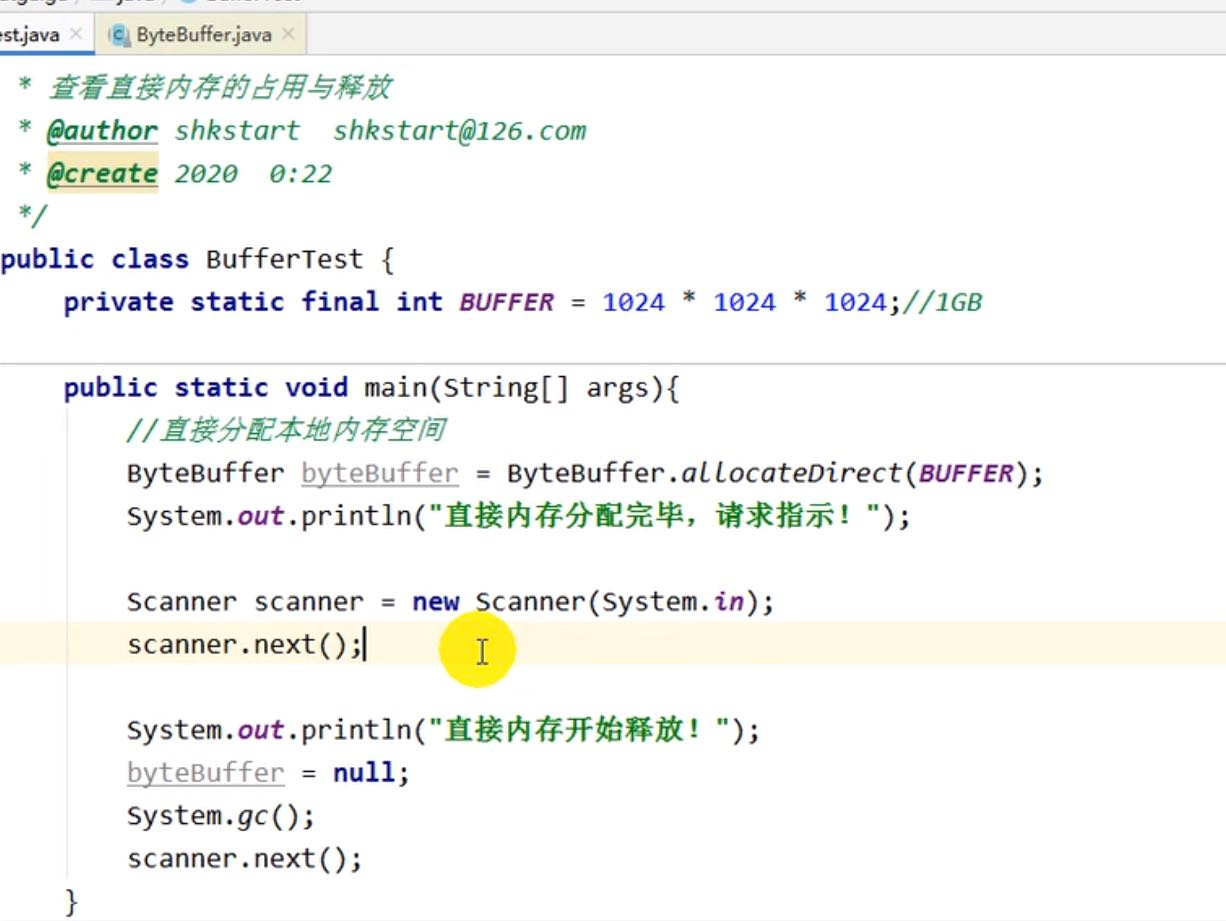 est.java × ByteBuffer.java ×
* 查看直接内存的占用与释放
* @author shkstart  shkstart@126.com
* @create 2020  0:22
*/
public class BufferTest {
private static final int BUFFER = 1024 * 1024 * 1024;//1GB
public static void main(String[] args){
//直接分配本地内存空间
ByteBuffer byteBuffer = ByteBuffer.allocateDirect(BUFFER);
System.out.println("直接内存分配完毕，请求指示！");
Scanner scanner = new Scanner(System.in);
scanner.next();
System.out.println("直接内存开始释放！");
byteBuffer = null;
System.gc();
scanner.next();
}